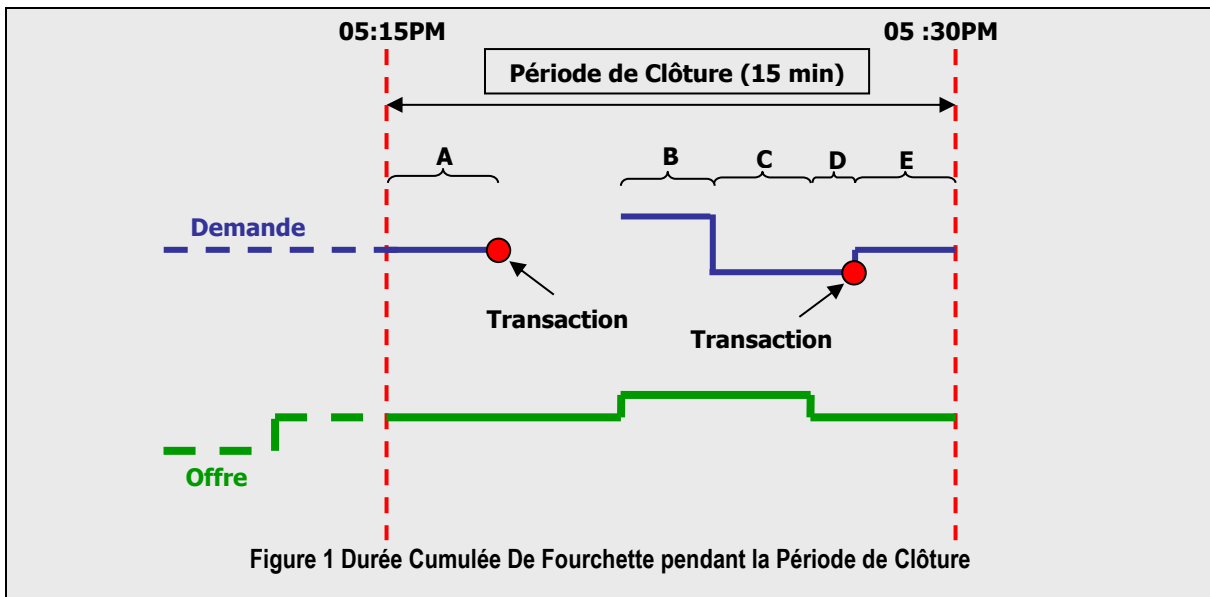 05:15PM
05 :30PM
Période de Clôture (15 min)
A
B
C
D
E
Demande
Transaction
Transaction
Offre
Figure 1 Durée Cumulée De Fourchette pendant la Période de Clôture